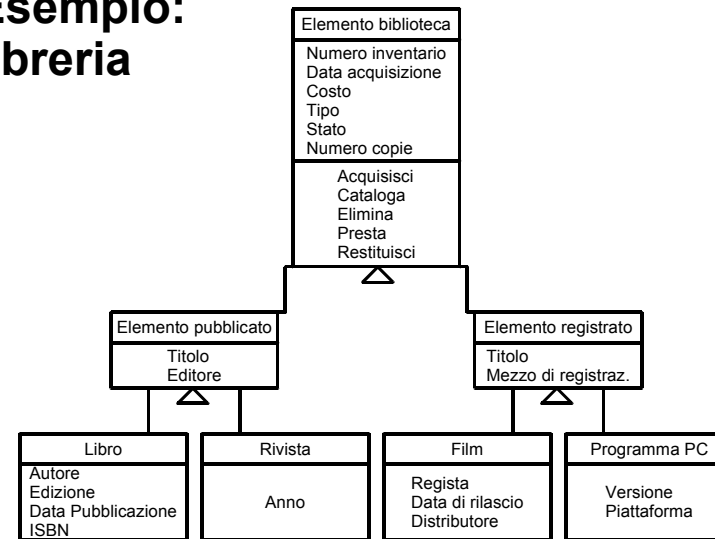 Esempio:
breria
Elemento biblioteca
Numero inventario
Data acquisizione
Costo
Tipo
Stato
Numero copie
Acquisisci
Cataloga
Elimina
Presta
Restituisci
Elemento pubblicato
Titolo
Editore
Elemento registrato
Titolo
Mezzo di registraz.
Libro
Autore
Edizione
Data Pubblicazione
ISBN
Rivista
Anno
Film
Regista
Data di rilascio
Distributore
Programma PC
Versione
Piattaforma